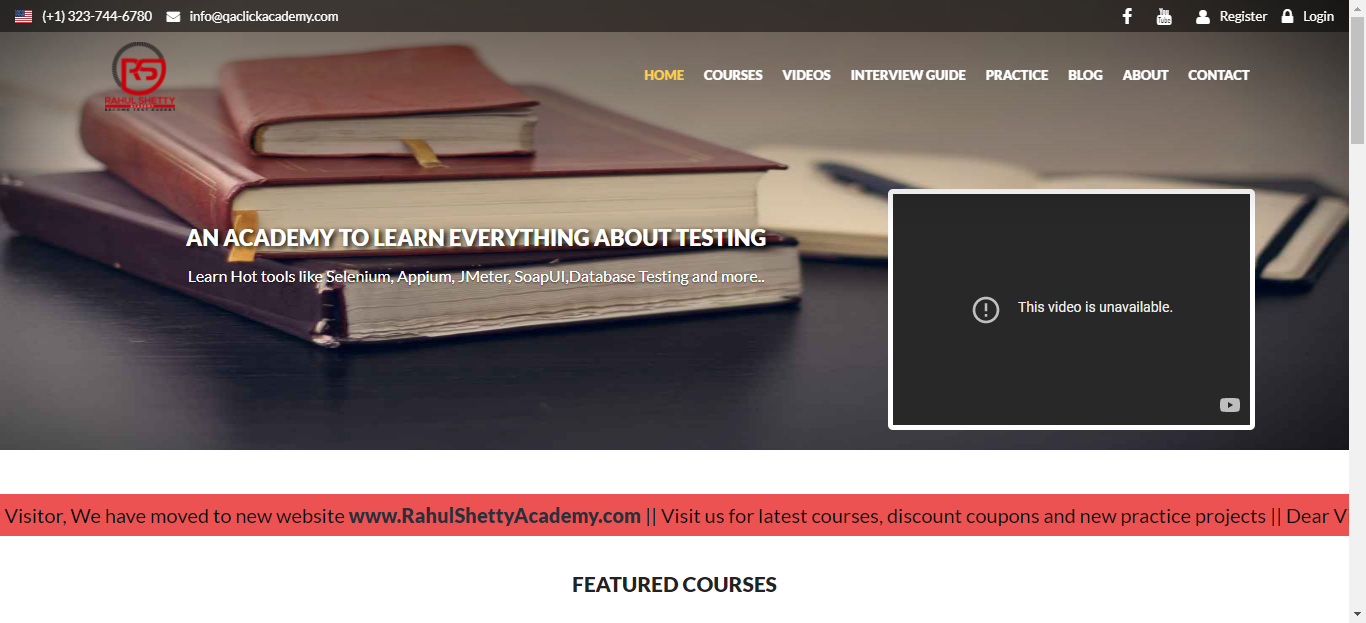 (+1) 323-744-6780 info@qaclickacademy.com You Tube Register Login
RS
RAHUL SHETTY
HOME COURSES VIDEOS INTERVIEW GUIDE PRACTICE BLOG ABOUT CONTACT
AN ACADEMY TO LEARN EVERYTHING ABOUT TESTING
Learn Hot tools like Selenium, Appium, JMeter, SoapUI,Database Testing and more..
This video is unavailable.
Visitor, We have moved to new website www.RahulShettyAcademy.com || Visit us for latest courses, discount coupons and new practice projects || Dear V
FEATURED COURSES